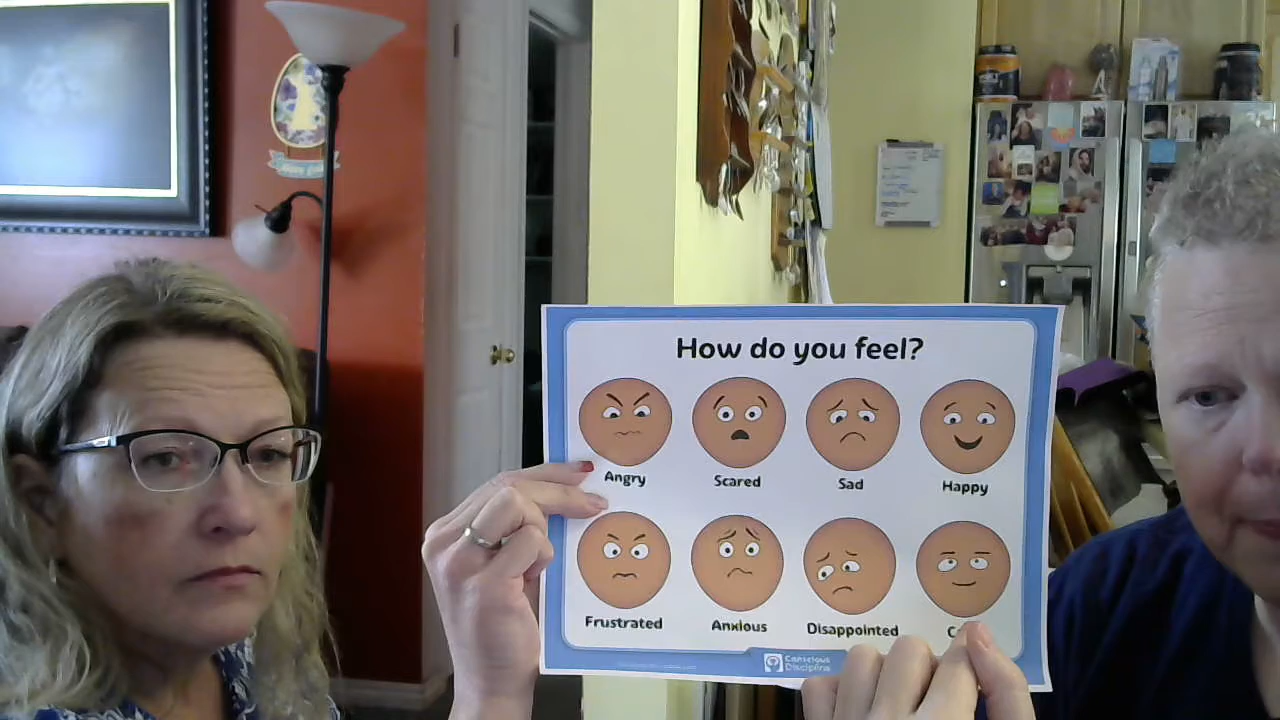 How do you feel?
Angry Scared Sad Happy
Frustrated Anxious Disappointed
Conscious
Discipline